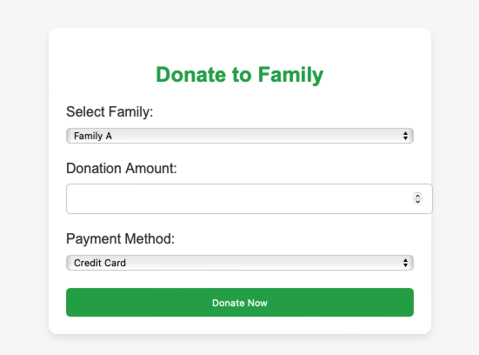 Donate to Family
Select Family:
Family A
Donation Amount:
Payment Method:
Credit Card
Donate Now